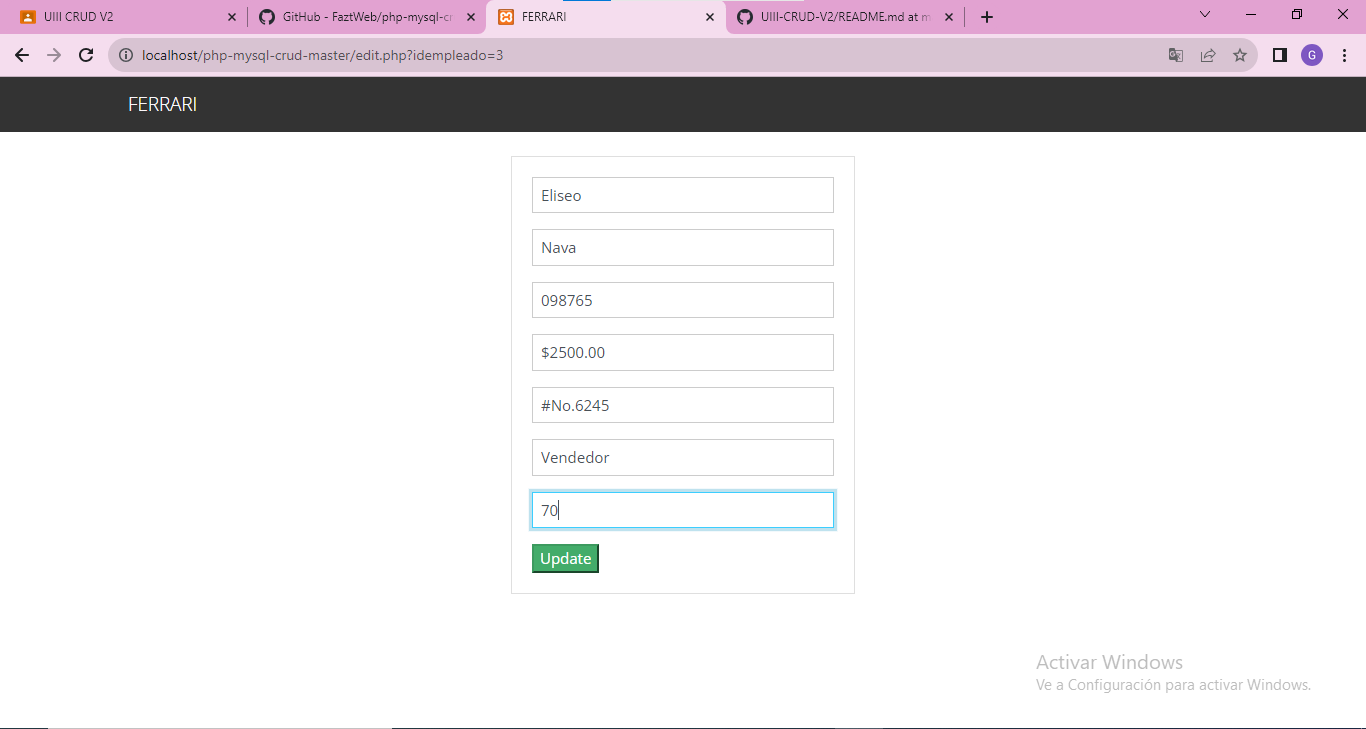 UIII CRUD V2
GitHub - FaztWeb/php-mysql-cr
FERRARI
UIII-CRUD-V2/README.md at m
localhost/php-mysql-crud-master/edit.php?idempleado=3
G
FERRARI
Eliseo
Nava
098765
$2500.00
#No.6245
Vendedor
70
Update
Activar Windows
Ve a Configuración para activar Windows.